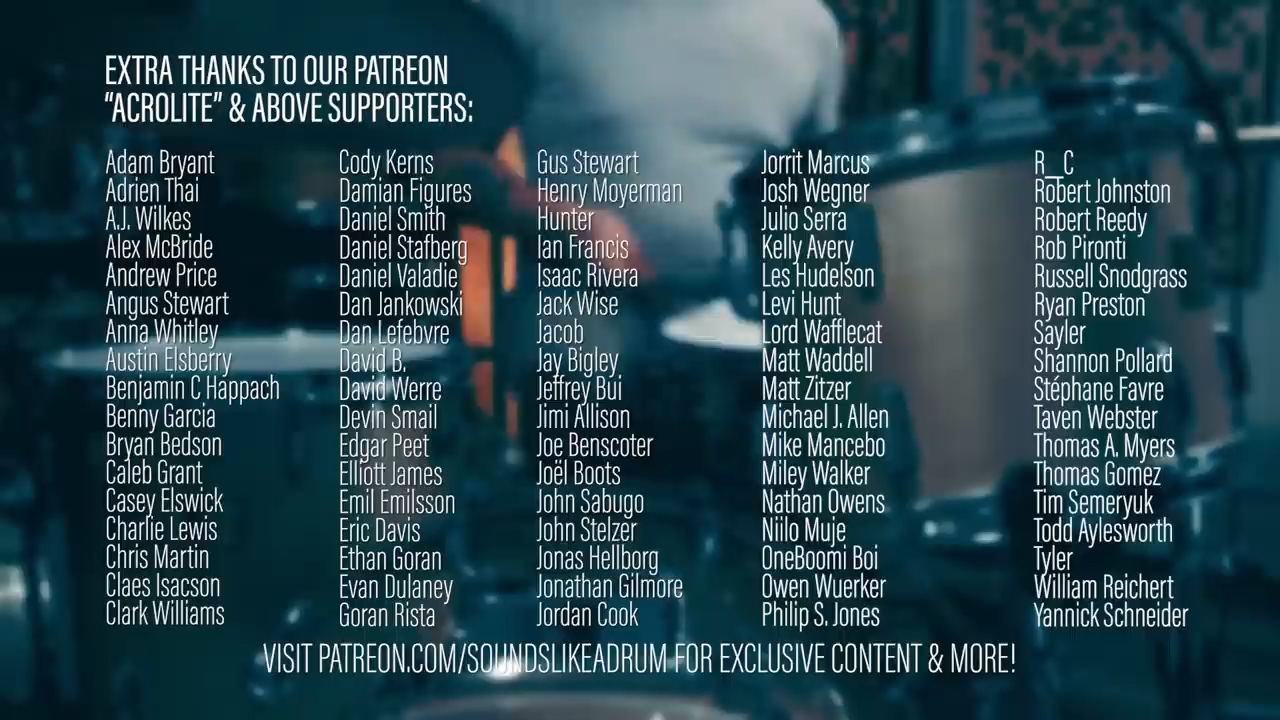 EXTRA THANKS TO OUR PATREON
“ACROLITE” & ABOVE SUPPORTERS:
Adam Bryant
Adrien Thai
A.J. Wilkes
Alex McBride
Andrew Price
Angus Stewart
Anna Whitley
Austin Elsberry
Benjamin C Happach
Benny Garcia
Bryan Bedson
Caleb Grant
Casey Elswick
Charlie Lewis
Chris Martin
Claes Isacson
Clark Williams
Cody Kerns
Damian Figures
Daniel Smith
Daniel Stafberg
Daniel Valadie
Dan Jankowski
Dan Lefebvre
David B.
David Werre
Devin Smail
Edgar Peet
Elliott James
Emil Emilsson
Eric Davis
Ethan Goran
Evan Dulaney
Goran Rista
Gus Stewart
Henry Moyerman
Hunter
Ian Francis
Isaac Rivera
Jack Wise
Jacob
Jay Bigley
Jeffrey Bui
Jimi Allison
Joe Benscoter
Joël Boots
John Sabugo
John Stelzer
Jonas Hellborg
Jonathan Gilmore
Jordan Cook
Jorrit Marcus
Josh Wegner
Julio Serra
Kelly Avery
Les Hudelson
Levi Hunt
Lord Wafflecat
Matt Waddell
Matt Zitzer
Michael J. Allen
Mike Mancebo
Miley Walker
Nathan Owens
Niilo Muje
OneBoomi Boi
Owen Wuerker
Philip S. Jones
R__C
Robert Johnston
Robert Reedy
Rob Pironti
Russell Snodgrass
Ryan Preston
Sayler
Shannon Pollard
Stéphane Favre
Taven Webster
Thomas A. Myers
Thomas Gomez
Tim Semeryuk
Todd Aylesworth
Tyler
William Reichert
Yannick Schneider
VISIT PATREON.COM/SOUNDSLIKEADRUM FOR EXCLUSIVE CONTENT & MORE!